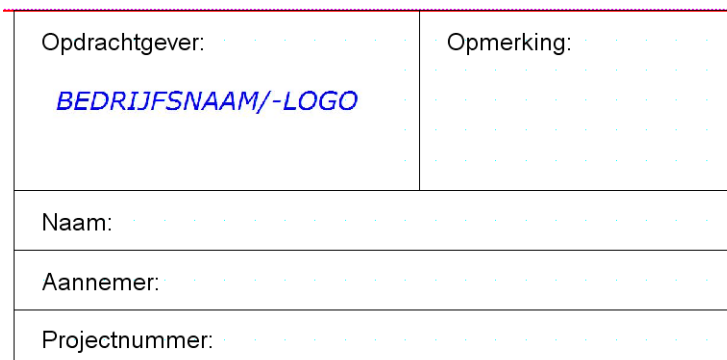 Opdrachtgever:
Opmerking:
BEDRIJFSNAAM/-LOGO
Naam:
Aannemer:
Projectnummer: